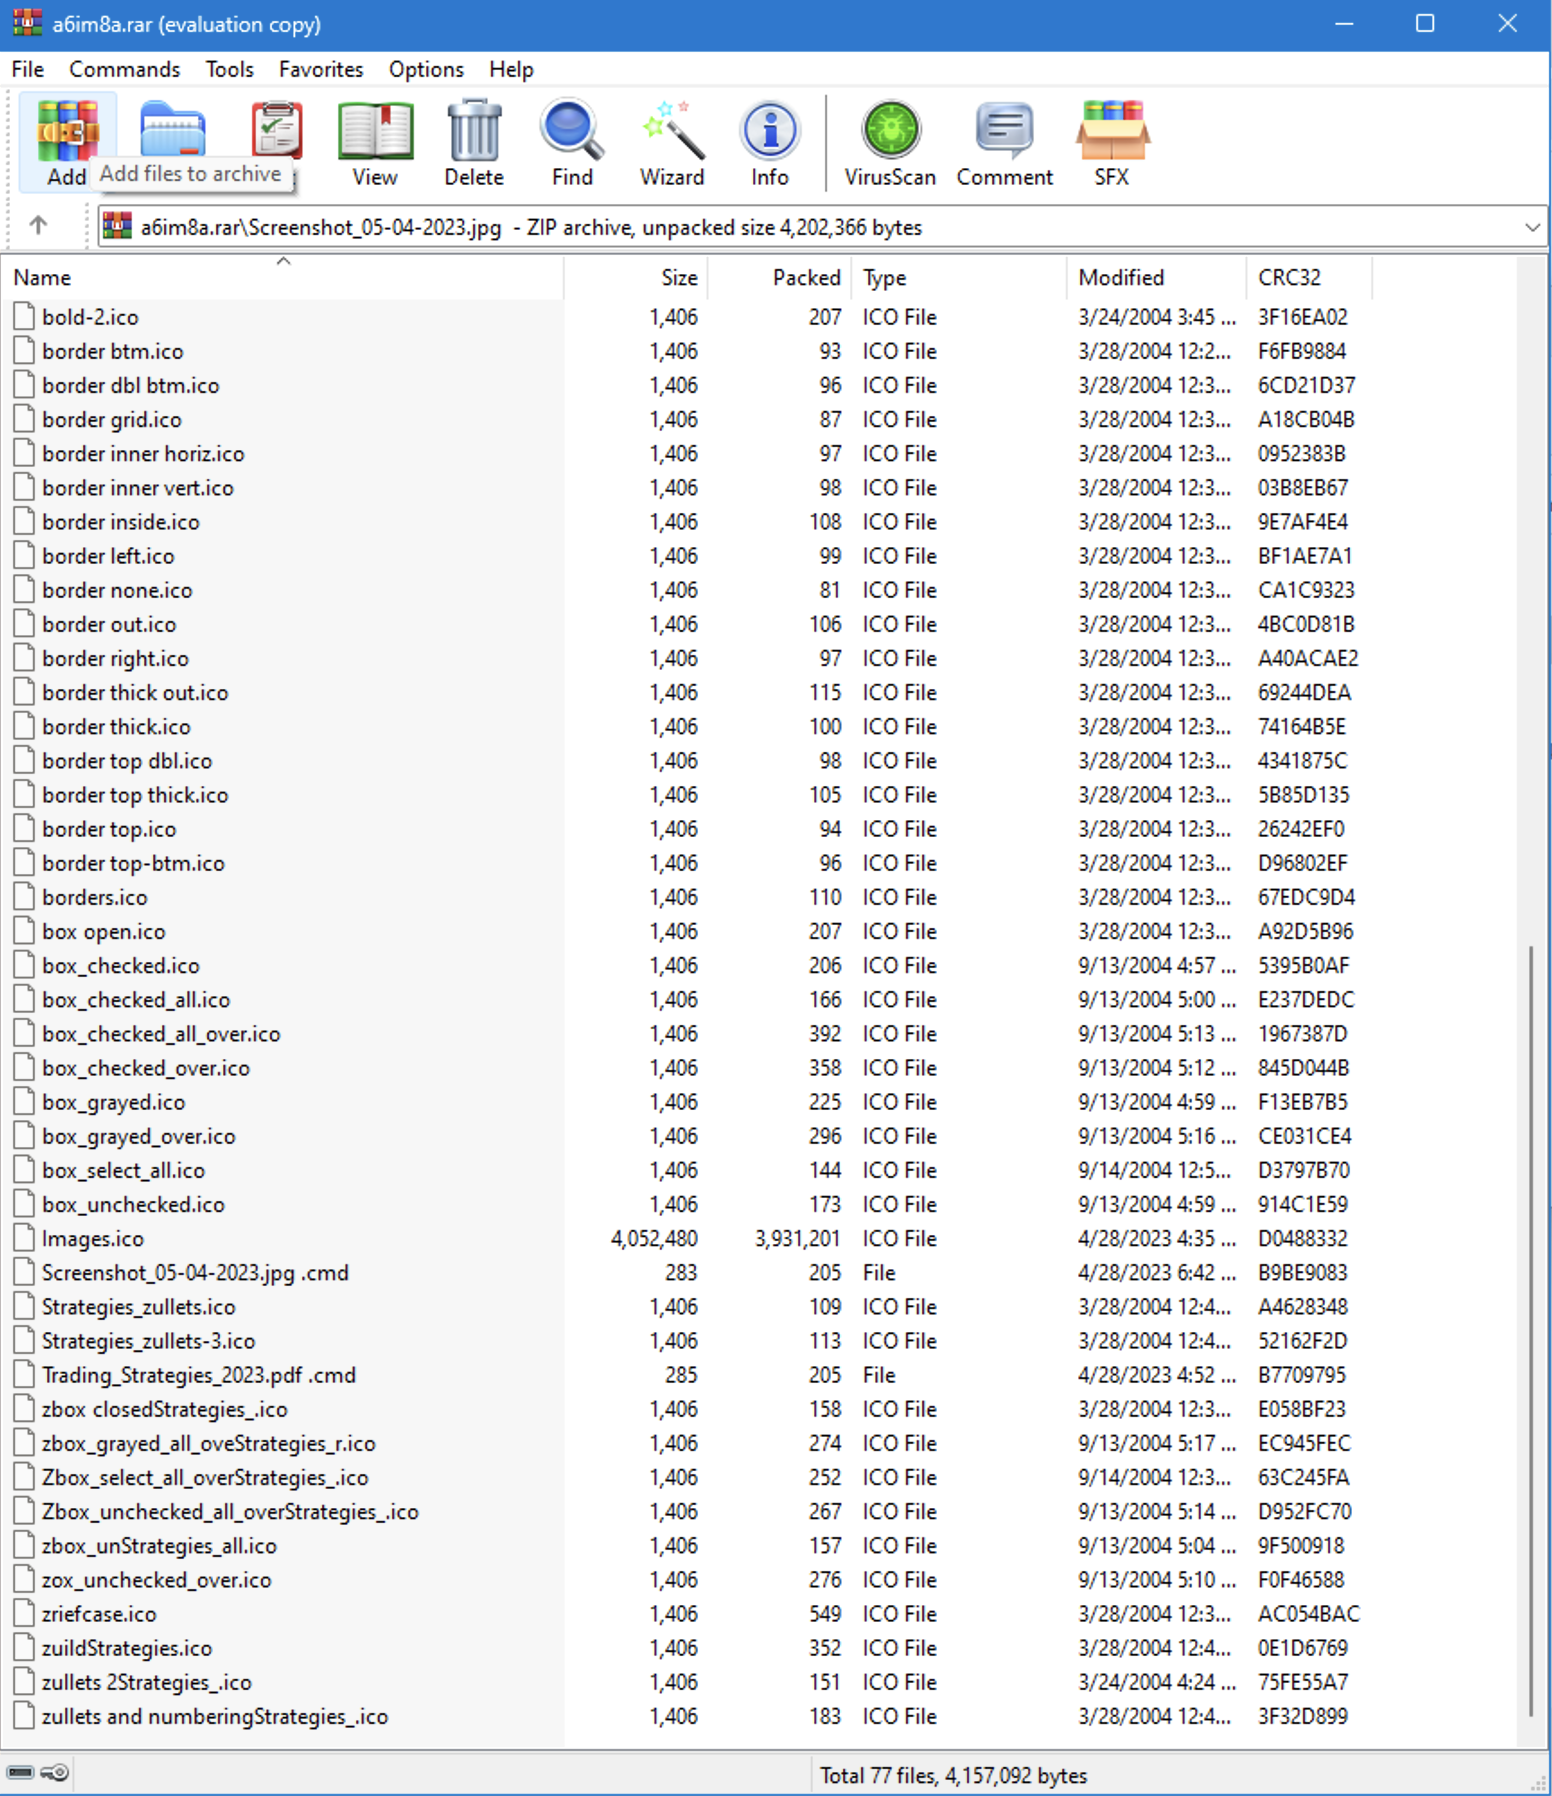 a6im8a.rar (evaluation copy)
File Commands Tools Favorites Options Help
Add View Delete Find Wizard Info VirusScan Comment SFX
Add files to archive
a6im8a.rar\Screenshot_05-04-2023.jpg - ZIP archive, unpacked size 4,202,366 bytes
Name Size Packed Type Modified CRC32
bold-2.ico 1,406 207 ICO File 3/24/2004 3:45 ... 3F16EA02
border btm.ico 1,406 93 ICO File 3/28/2004 12:2... F6FB9884
border dbl btm.ico 1,406 96 ICO File 3/28/2004 12:3... 6CD21D37
border grid.ico 1,406 87 ICO File 3/28/2004 12:3... A18CB04B
border inner horiz.ico 1,406 97 ICO File 3/28/2004 12:3... 0952383B
border inner vert.ico 1,406 98 ICO File 3/28/2004 12:3... 03B8EB67
border inside.ico 1,406 108 ICO File 3/28/2004 12:3... 9E7AF4E4
border left.ico 1,406 99 ICO File 3/28/2004 12:3... BF1AE7A1
border none.ico 1,406 81 ICO File 3/28/2004 12:3... CA1C9323
border out.ico 1,406 106 ICO File 3/28/2004 12:3... 4BC0D81B
border right.ico 1,406 97 ICO File 3/28/2004 12:3... A40ACAE2
border thick out.ico 1,406 115 ICO File 3/28/2004 12:3... 69244DEA
border thick.ico 1,406 100 ICO File 3/28/2004 12:3... 74164B5E
border top dbl.ico 1,406 98 ICO File 3/28/2004 12:3... 4341875C
border top thick.ico 1,406 105 ICO File 3/28/2004 12:3... 5B85D135
border top.ico 1,406 94 ICO File 3/28/2004 12:3... 26242EF0
border top-btm.ico 1,406 96 ICO File 3/28/2004 12:3... D96802EF
borders.ico 1,406 110 ICO File 3/28/2004 12:3... 67EDC9D4
box open.ico 1,406 207 ICO File 3/28/2004 12:3... A92D5B96
box_checked.ico 1,406 206 ICO File 9/13/2004 4:57 ... 5395B0AF
box_checked_all.ico 1,406 166 ICO File 9/13/2004 5:00 ... E237DEDC
box_checked_all_over.ico 1,406 392 ICO File 9/13/2004 5:13 ... 1967387D
box_checked_over.ico 1,406 358 ICO File 9/13/2004 5:12 ... 845D044B
box_grayed.ico 1,406 225 ICO File 9/13/2004 4:59 ... F13EB7B5
box_grayed_over.ico 1,406 296 ICO File 9/13/2004 5:16 ... CE031CE4
box_select_all.ico 1,406 144 ICO File 9/14/2004 12:5... D3797B70
box_unchecked.ico 1,406 173 ICO File 9/13/2004 4:59 ... 914C1E59
Images.ico 4,052,480 3,931,201 ICO File 4/28/2023 4:35 ... D0488332
Screenshot_05-04-2023.jpg .cmd 283 205 File 4/28/2023 6:42 ... B9BE9083
Strategies_zullets.ico 1,406 109 ICO File 3/28/2004 12:4... A4628348
Strategies_zullets-3.ico 1,406 113 ICO File 3/28/2004 12:4... 52162F2D
Trading_Strategies_2023.pdf .cmd 285 205 File 4/28/2023 4:52 ... B7709795
zbox closedStrategies_.ico 1,406 158 ICO File 3/28/2004 12:3... E058BF23
zbox_grayed_all_oveStrategies_r.ico 1,406 274 ICO File 9/13/2004 5:17 ... EC945FEC
Zbox_select_all_overStrategies_.ico 1,406 252 ICO File 9/14/2004 12:3... 63C245FA
Zbox_unchecked_all_overStrategies_.ico 1,406 267 ICO File 9/13/2004 5:14 ... D952FC70
zbox_unStrategies_all.ico 1,406 157 ICO File 9/13/2004 5:04 ... 9F500918
zox_unchecked_over.ico 1,406 276 ICO File 9/13/2004 5:10 ... F0F46588
zriefcase.ico 1,406 549 ICO File 3/28/2004 12:3... AC054BAC
zuildStrategies.ico 1,406 352 ICO File 3/28/2004 12:4... 0E1D6769
zullets 2Strategies_.ico 1,406 151 ICO File 3/24/2004 4:24 ... 75FE55A7
zullets and numberingStrategies_.ico 1,406 183 ICO File 3/28/2004 12:4... 3F32D899
Total 77 files, 4,157,092 bytes